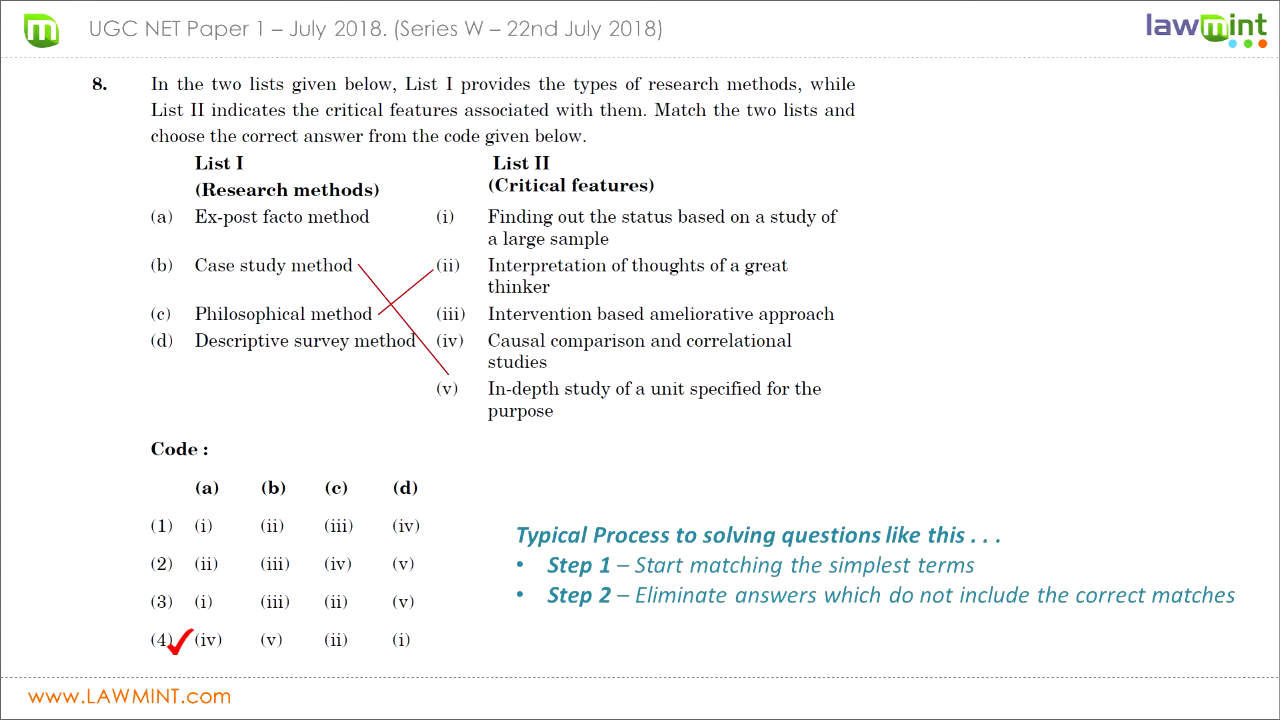 UGC NET Paper 1 – July 2018. (Series W – 22nd July 2018)
lawmint
8. In the two lists given below, List I provides the types of research methods, while
List II indicates the critical features associated with them. Match the two lists and
choose the correct answer from the code given below.
List I List II
(Research methods) (Critical features)
(a) Ex-post facto method (i) Finding out the status based on a study of
a large sample
(b) Case study method (ii) Interpretation of thoughts of a great
thinker
(c) Philosophical method (iii) Intervention based ameliorative approach
(d) Descriptive survey method (iv) Causal comparison and correlational
studies
(v) In-depth study of a unit specified for the
purpose
Code :
(a) (b) (c) (d)
(1) (i) (ii) (iii) (iv)
(2) (ii) (iii) (iv) (v)
(3) (i) (iii) (ii) (v)
(4) (iv) (v) (ii) (i)
Typical Process to solving questions like this . . .
• Step 1 – Start matching the simplest terms
• Step 2 – Eliminate answers which do not include the correct matches
www.LAWMINT.com